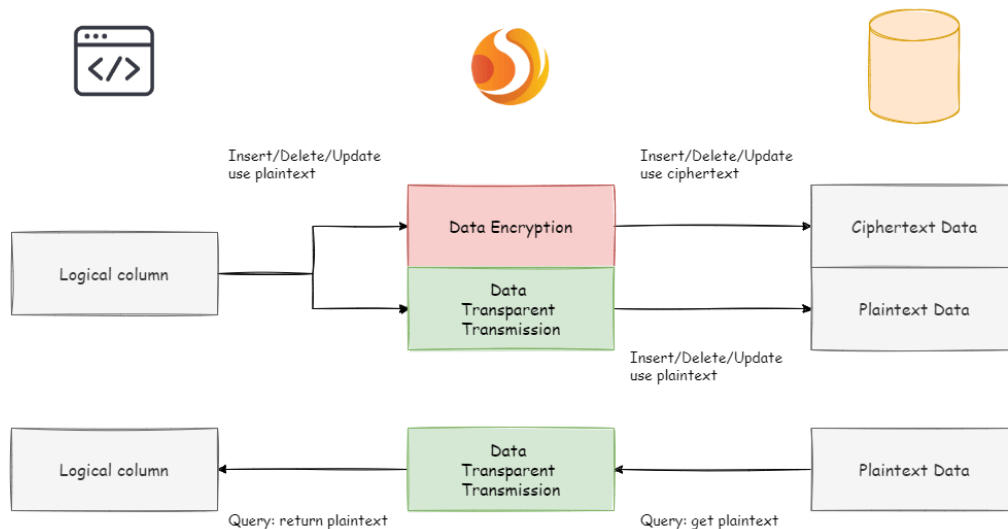 </>
Insert/Delete/Update
use plaintext
Insert/Delete/Update
use ciphertext
Logical column
Data Encryption
Ciphertext Data
Data
Transparent
Transmission
Plaintext Data
Insert/Delete/Update
use plaintext
Logical column
Data
Transparent
Transmission
Plaintext Data
Query: return plaintext
Query: get plaintext